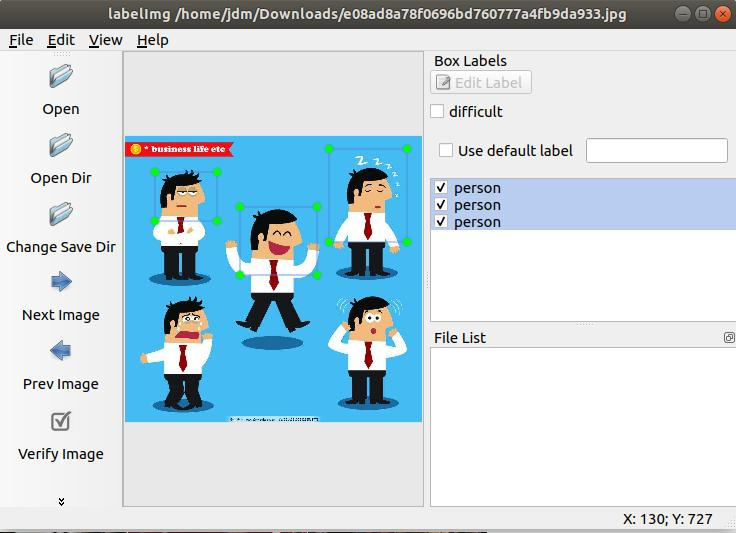 labelImg /home/jdm/Downloads/e08ad8a78f0696bd760777a4fb9da933.jpg
File Edit View Help
Open
Open Dir
Change Save Dir
Next Image
Prev Image
Verify Image
* business life etc
Z Z Z z z z
Box Labels
Edit Label
difficult
Use default label
person
person
person
File List
X: 130; Y: 727